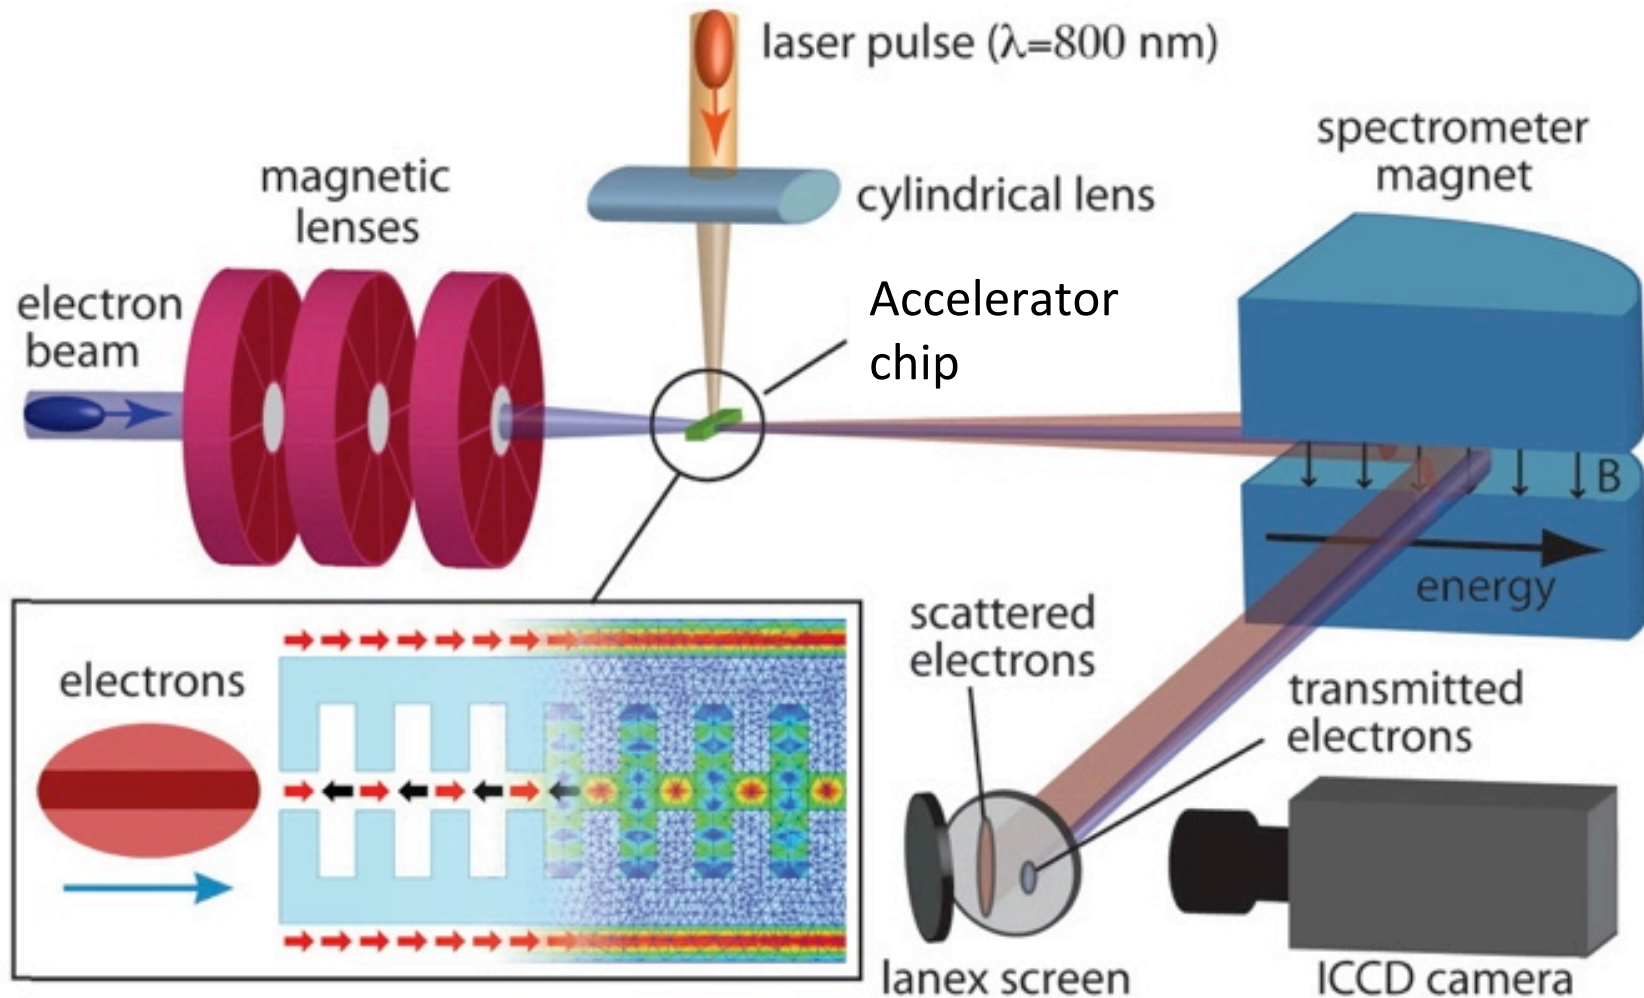 laser pulse (λ=800 nm)
spectrometer
magnet
magnetic
lenses
cylindrical lens
electron
beam
Accelerator
chip
B
energy
scattered
electrons
transmitted
electrons
electrons
lanex screen
ICCD camera